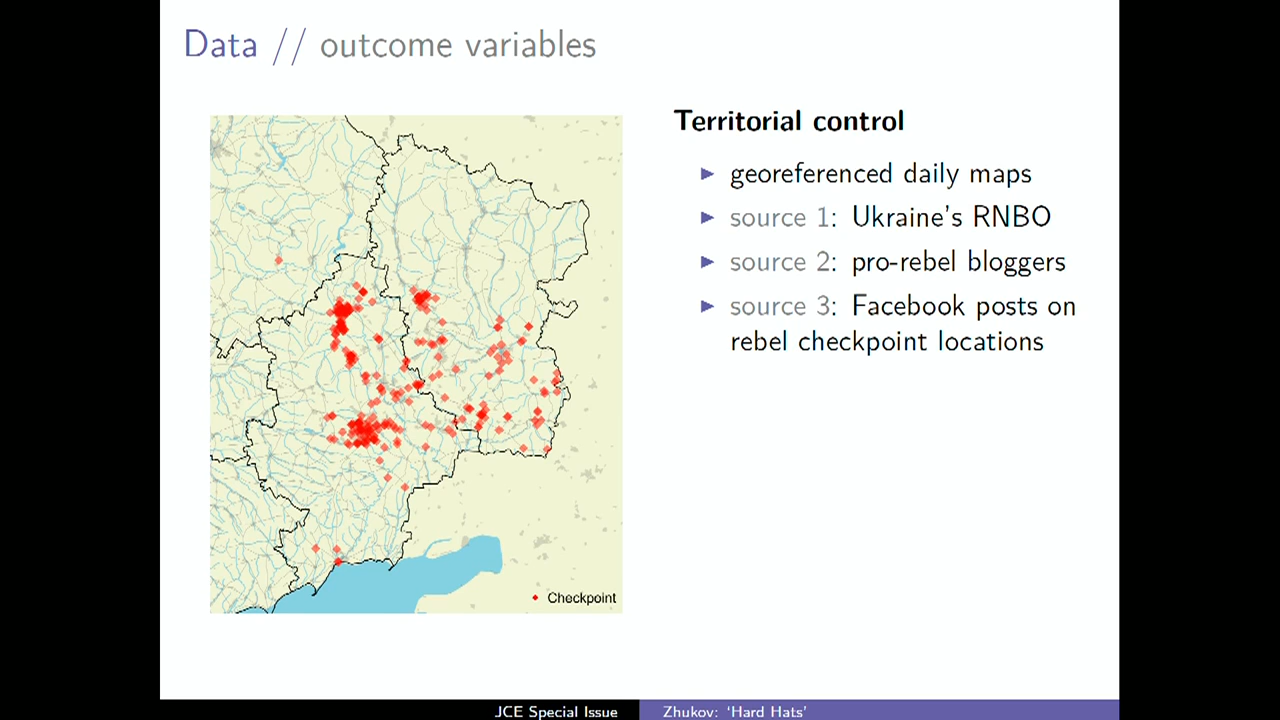 Data // outcome variables
Territorial control
georeferenced daily maps
source 1: Ukraine's RNBO
source 2: pro-rebel bloggers
source 3: Facebook posts on
rebel checkpoint locations
Checkpoint
JCE Special Issue
Zhukov: 'Hard Hats'